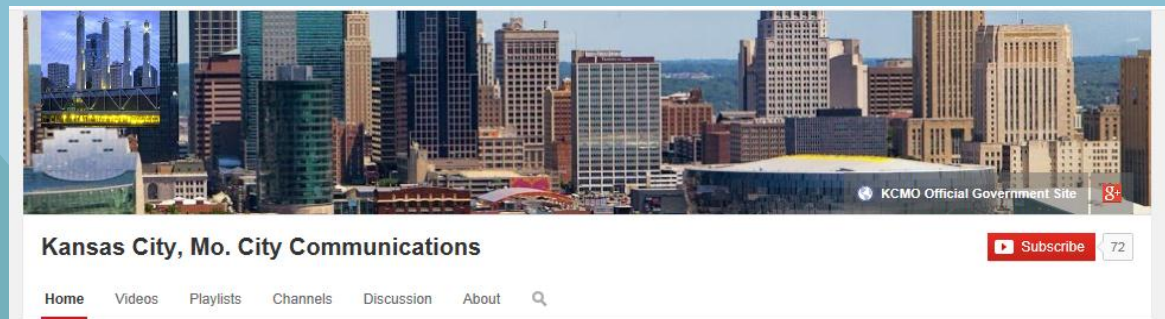 KCMO Official Government Site
g+
Kansas City, Mo. City Communications
Subscribe 72
Home Videos Playlists Channels Discussion About